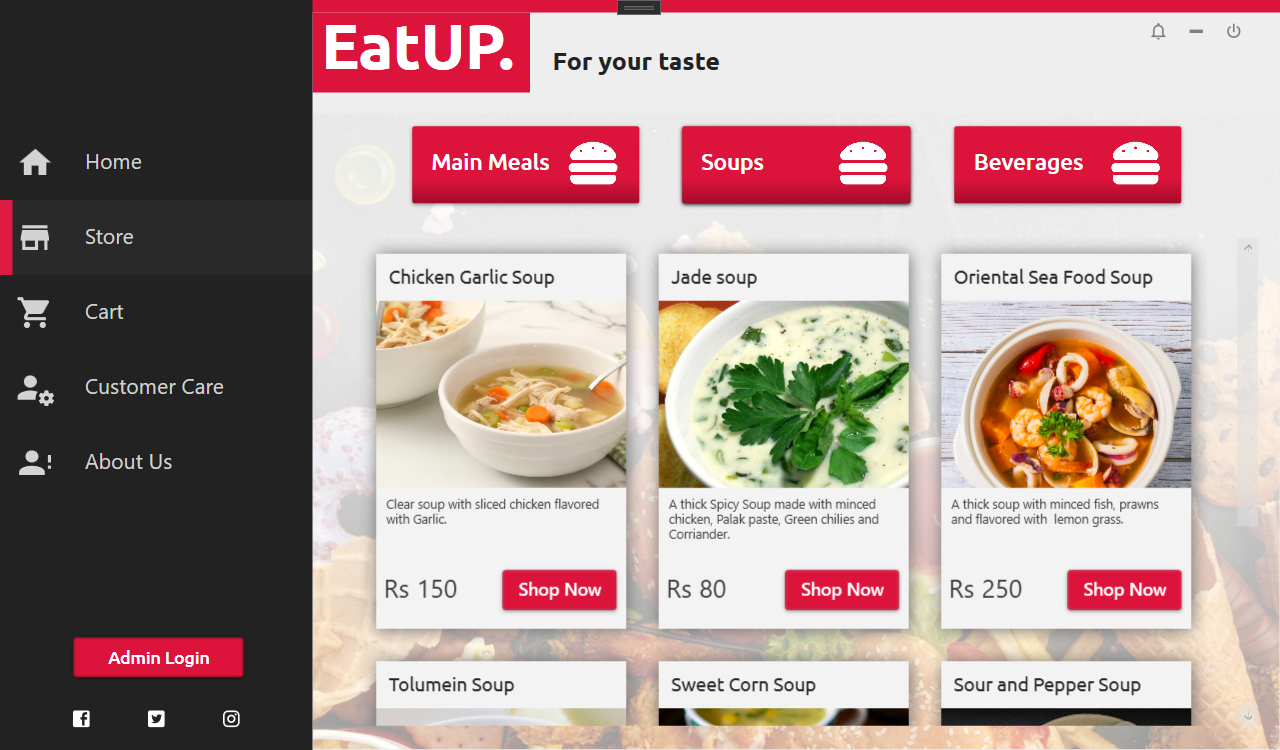 EatUP.
For your taste
Home
Store
Cart
Customer Care
About Us
Admin Login
Main Meals
Soups
Beverages
Chicken Garlic Soup
Clear soup with sliced chicken flavored
with Garlic.
Rs 150
Shop Now
Jade soup
A thick Spicy Soup made with minced
chicken, Palak paste, Green chilies and
Corriander.
Rs 80
Shop Now
Oriental Sea Food Soup
A thick soup with minced fish, prawns
and flavored with  lemon grass.
Rs 250
Shop Now
Tolumein Soup
Sweet Corn Soup
Sour and Pepper Soup